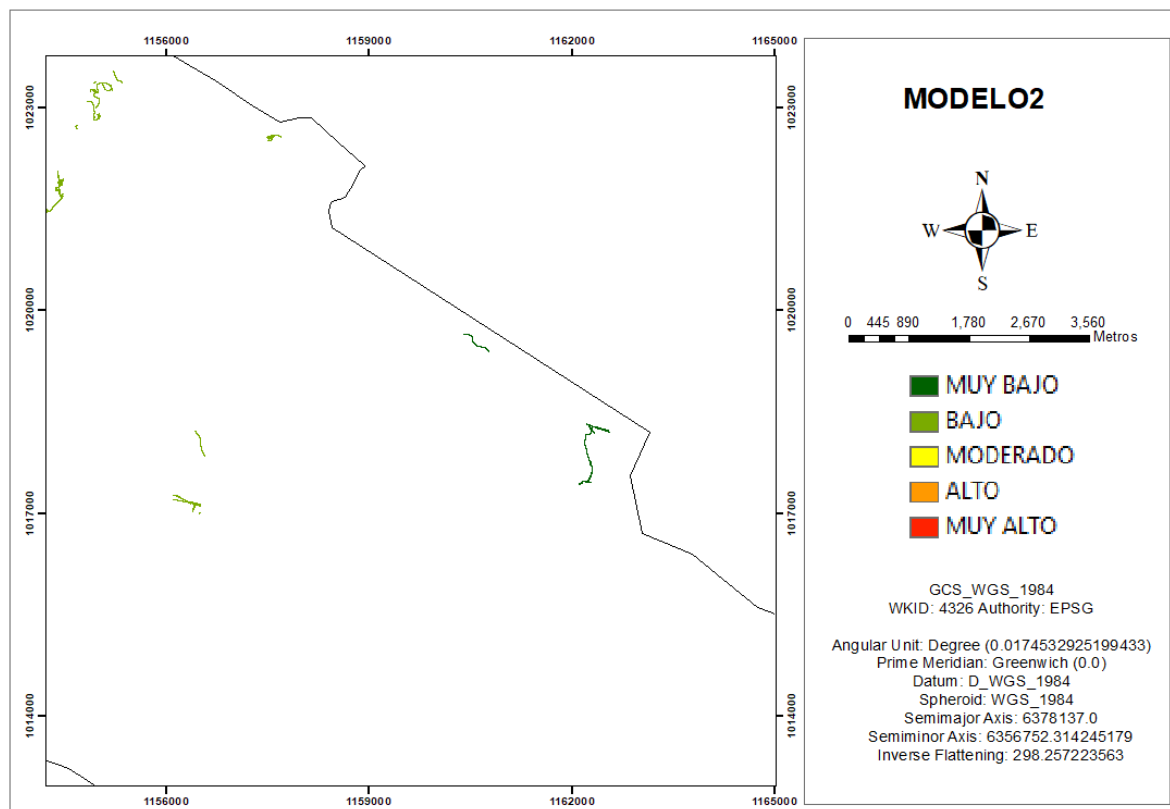 1156000
1159000
1162000
1165000
1023000
1023000
1020000
1020000
1017000
1017000
1014000
1014000
1156000
1159000
1162000
1165000
MODELO2
N
W
E
S
0 445 890 1,780 2,670 3,560
Metros
MUY BAJO
BAJO
MODERADO
ALTO
MUY ALTO
GCS_WGS_1984
WKID: 4326 Authority: EPSG
Angular Unit: Degree (0.0174532925199433)
Prime Meridian: Greenwich (0.0)
Datum: D_WGS_1984
Spheroid: WGS_1984
Semimajor Axis: 6378137.0
Semiminor Axis: 6356752.314245179
Inverse Flattening: 298.257223563